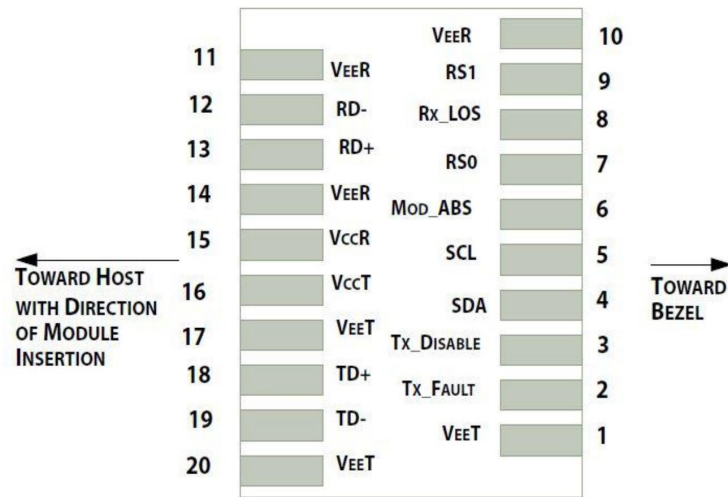 VEER 10
11 VEER
RS1 9
12 RD-
RX_LOS 8
13 RD+
RS0 7
14 VEER
MOD_ABS 6
15 VCCR
SCL 5
TOWARD HOST
WITH DIRECTION
OF MODULE
INSERTION
TOWARD
BEZEL
16 VCCT
SDA 4
17 VEET
TX_DISABLE 3
18 TD+
TX_FAULT 2
19 TD-
VEET 1
20 VEET